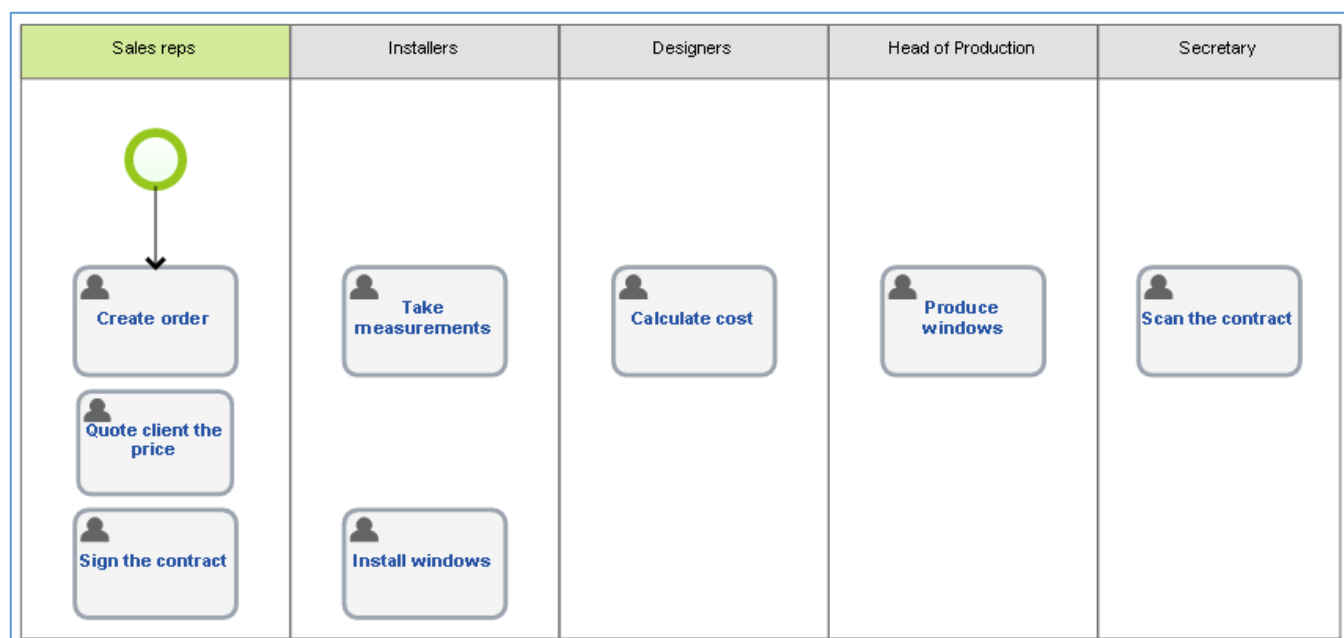 Sales reps
Installers
Designers
Head of Production
Secretary
Create order
Take
measurements
Calculate cost
Produce
windows
Scan the contract
Quote client the
price
Sign the contract
Install windows